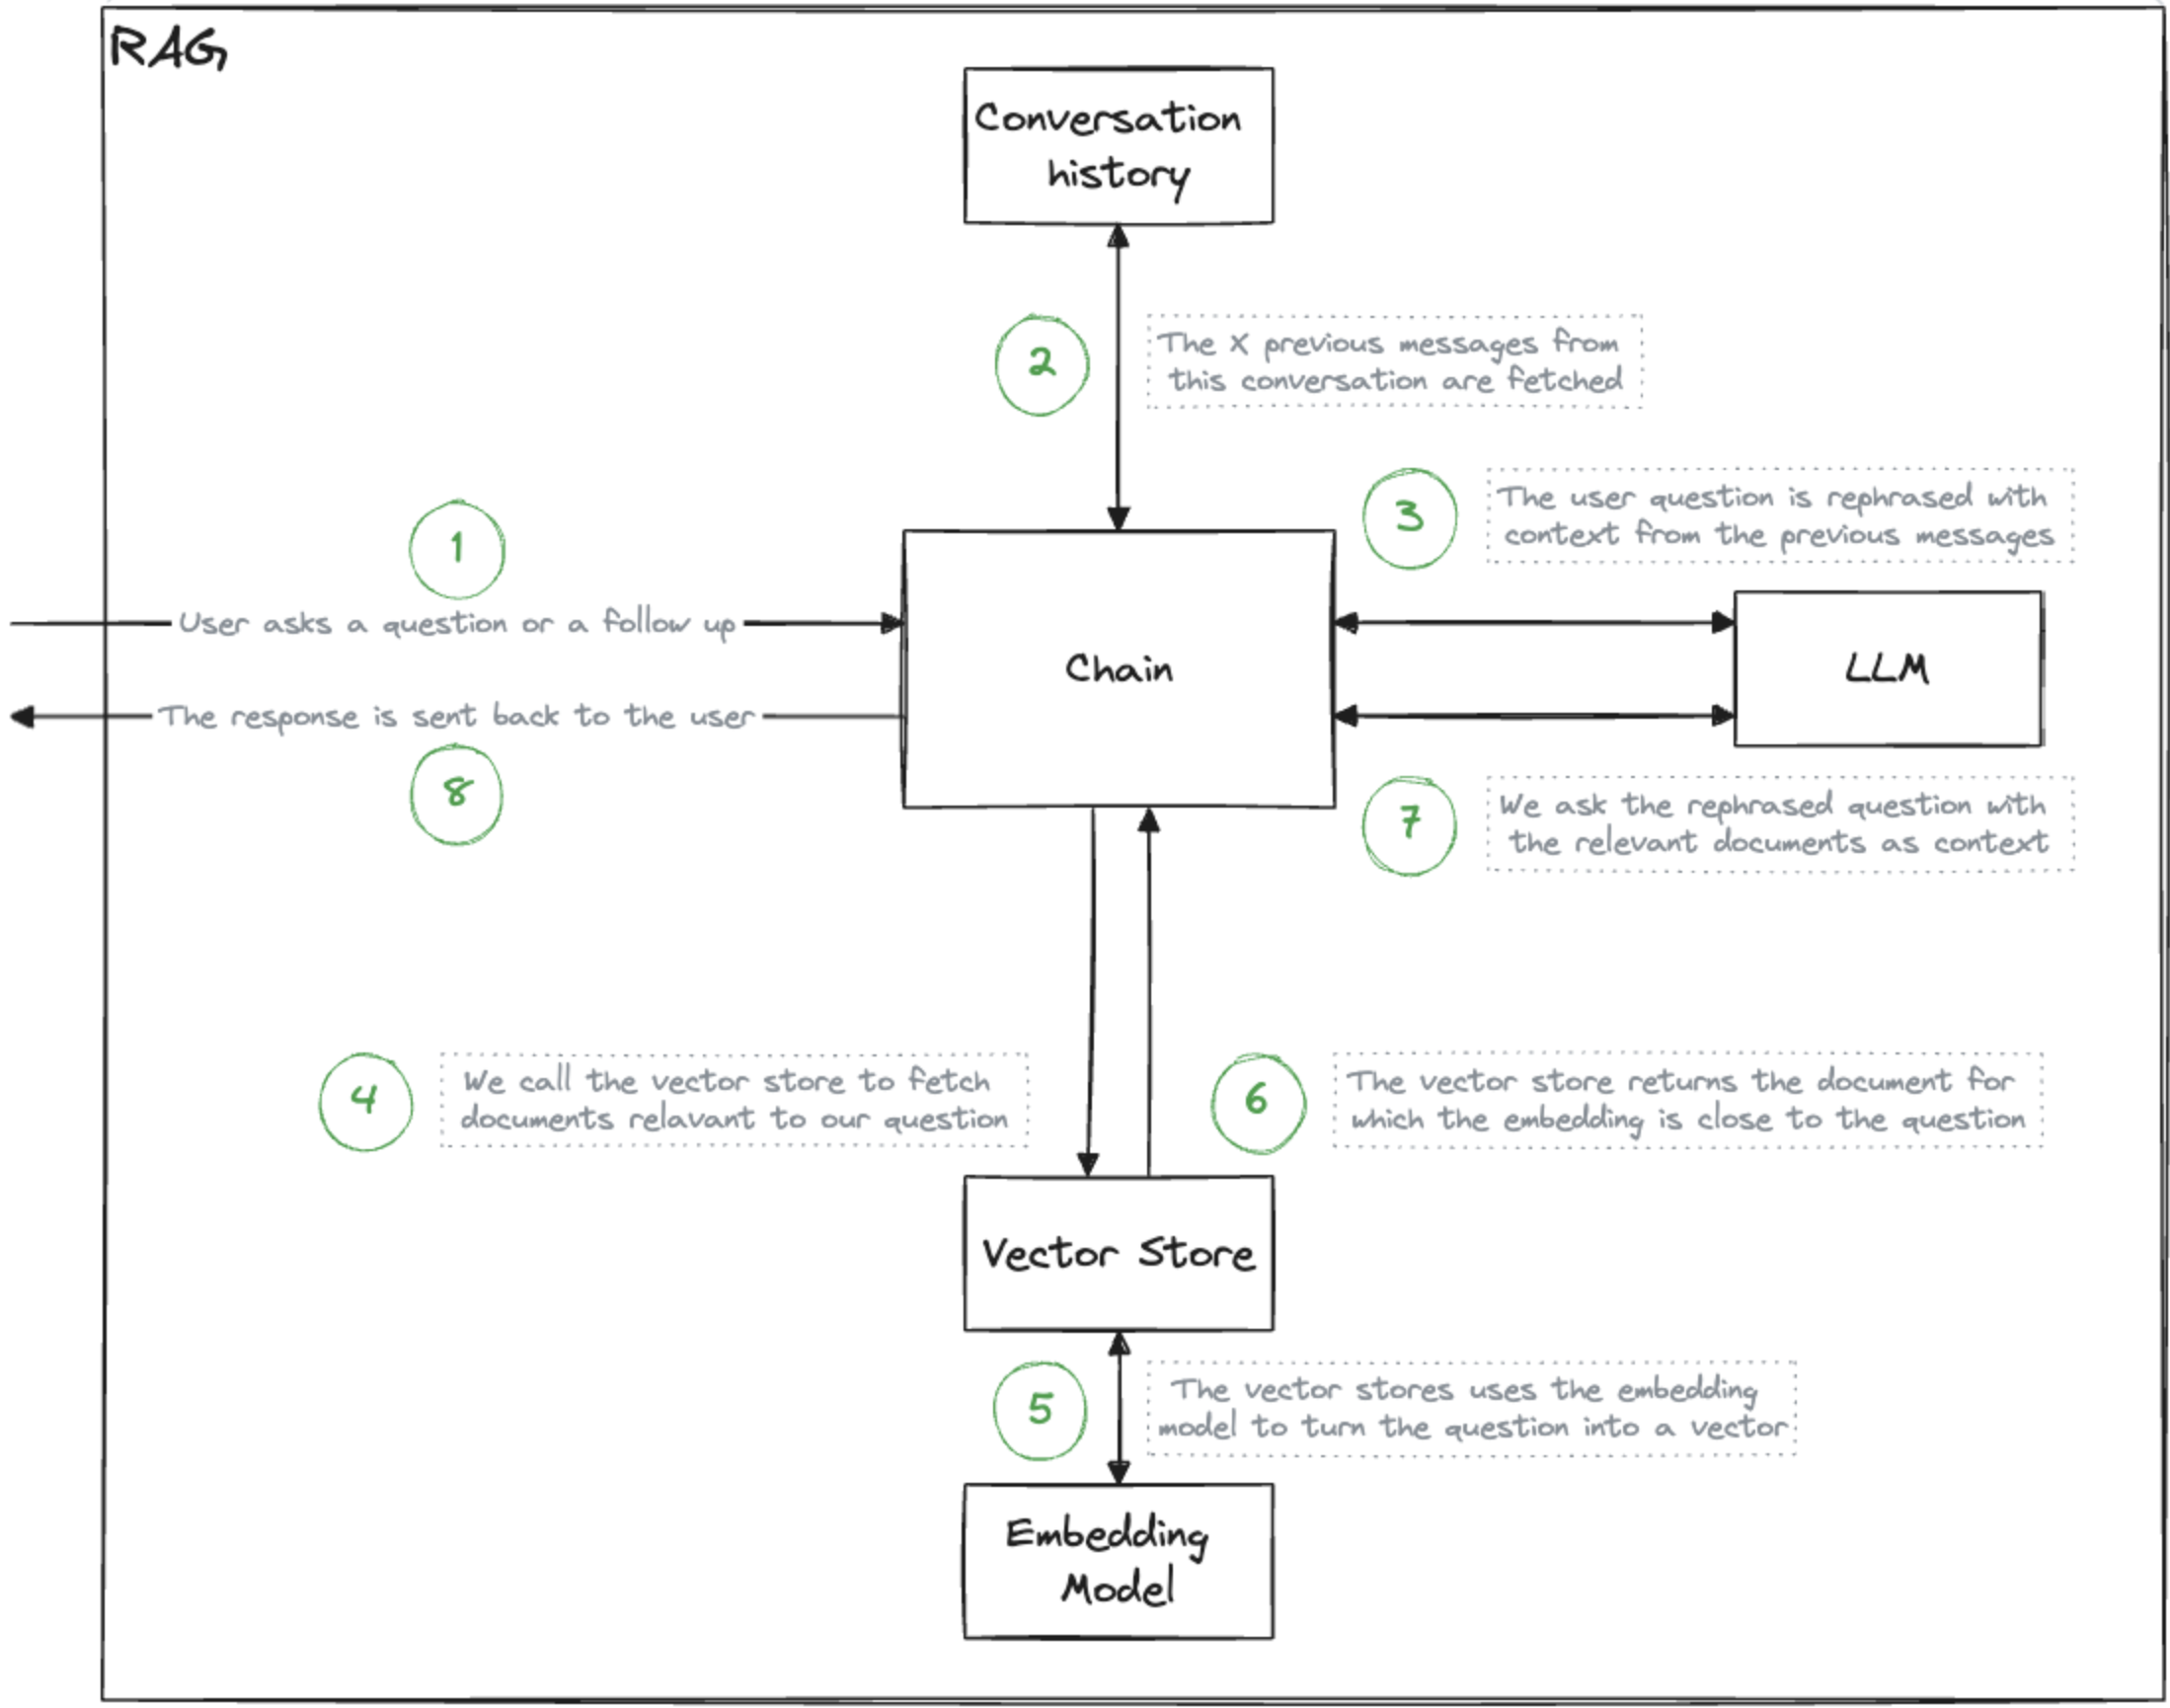 RAG
Conversation
history
2
The X previous messages from
this conversation are fetched
3
The user question is rephrased with
context from the previous messages
1
User asks a question or a follow up
Chain
LLM
The response is sent back to the user
8
7
We ask the rephrased question with
the relevant documents as context
4
We call the vector store to fetch
documents relavant to our question
6
The vector store returns the document for
which the embedding is close to the question
Vector Store
5
The vector stores uses the embedding
model to turn the question into a vector
Embedding
Model